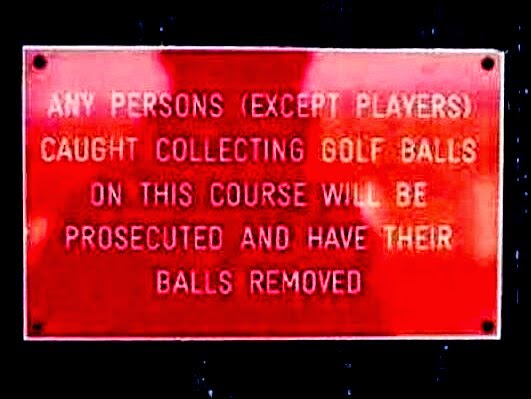 ANY PERSONS (EXCEPT PLAYERS)
CAUGHT COLLECTING GOLF BALLS
ON THIS COURSE WILL BE
PROSECUTED AND HAVE THEIR
BALLS REMOVED